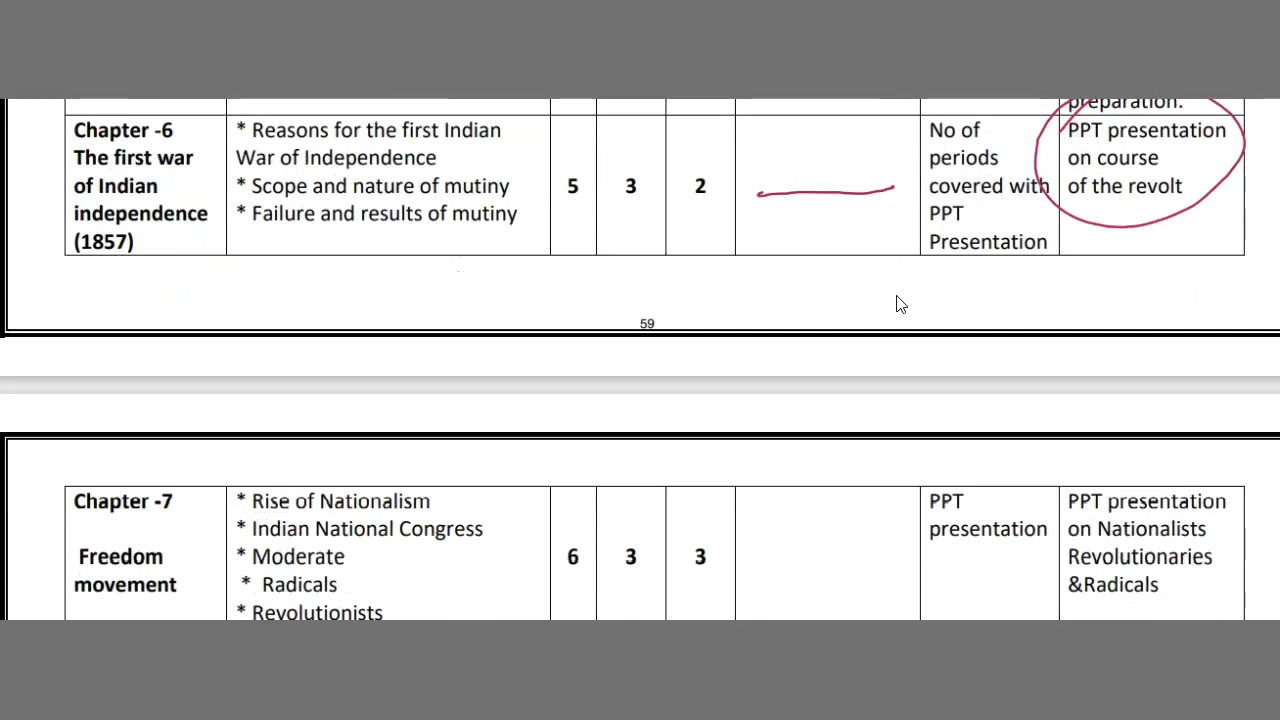 preparation.
Chapter -6
The first war
of Indian
independence
(1857)
* Reasons for the first Indian
War of Independence
* Scope and nature of mutiny
* Failure and results of mutiny
5
3
2
No of
periods
covered with
PPT
Presentation
PPT presentation
on course
of the revolt
59
Chapter -7
Freedom
movement
* Rise of Nationalism
* Indian National Congress
* Moderate
* Radicals
* Revolutionists
6
3
3
PPT
presentation
PPT presentation
on Nationalists
Revolutionaries
&Radicals